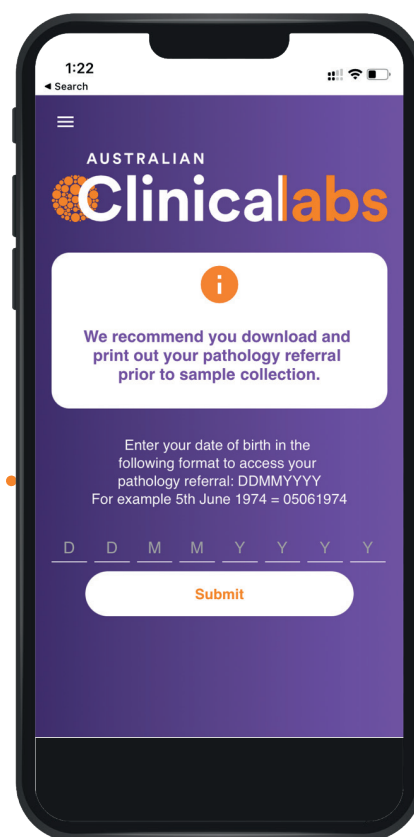 1:22
◄ Search
AUSTRALIAN
Clinicalabs
i
We recommend you download and
print out your pathology referral
prior to sample collection.
Enter your date of birth in the
following format to access your
pathology referral: DDMMYYYY
For example 5th June 1974 = 05061974
D D M M Y Y Y Y
Submit